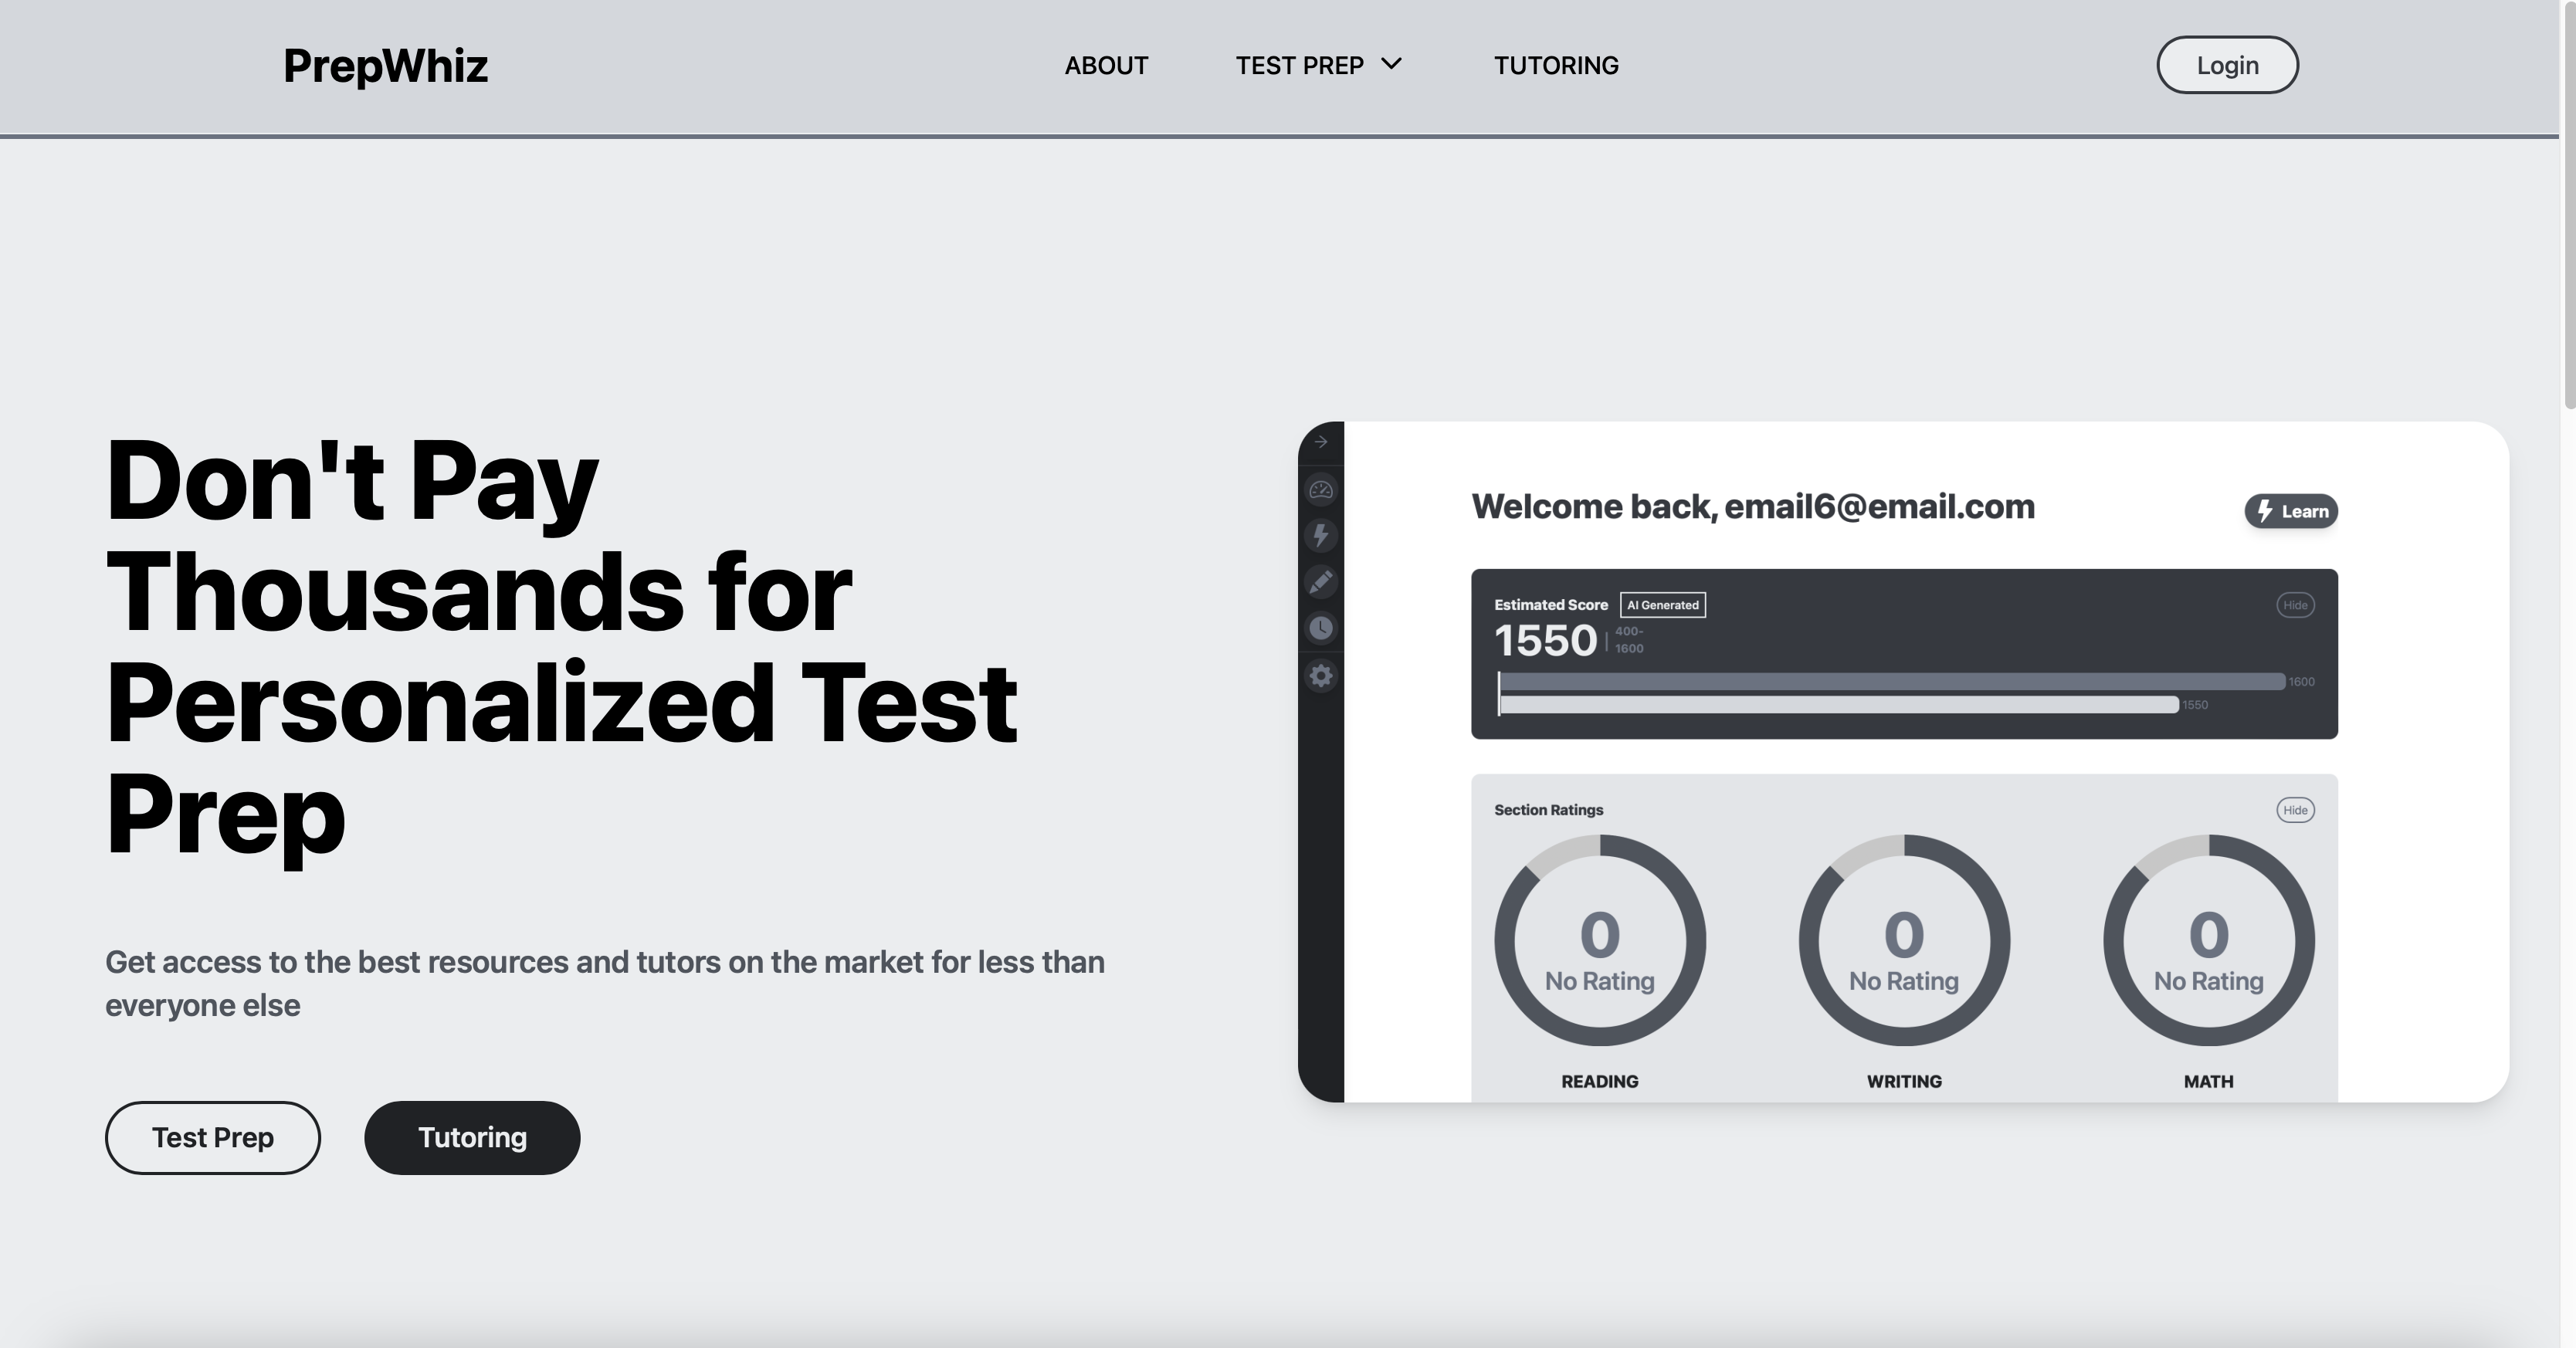 PrepWhiz
ABOUT
TEST PREP
TUTORING
Login
Don't Pay
Thousands for
Personalized Test
Prep
Get access to the best resources and tutors on the market for less than
everyone else
Test Prep
Tutoring
Welcome back, email6@email.com
Learn
Estimated Score
AI Generated
Hide
1550
400-
1600
1600
1550
Section Ratings
Hide
0
No Rating
READING
0
No Rating
WRITING
0
No Rating
MATH